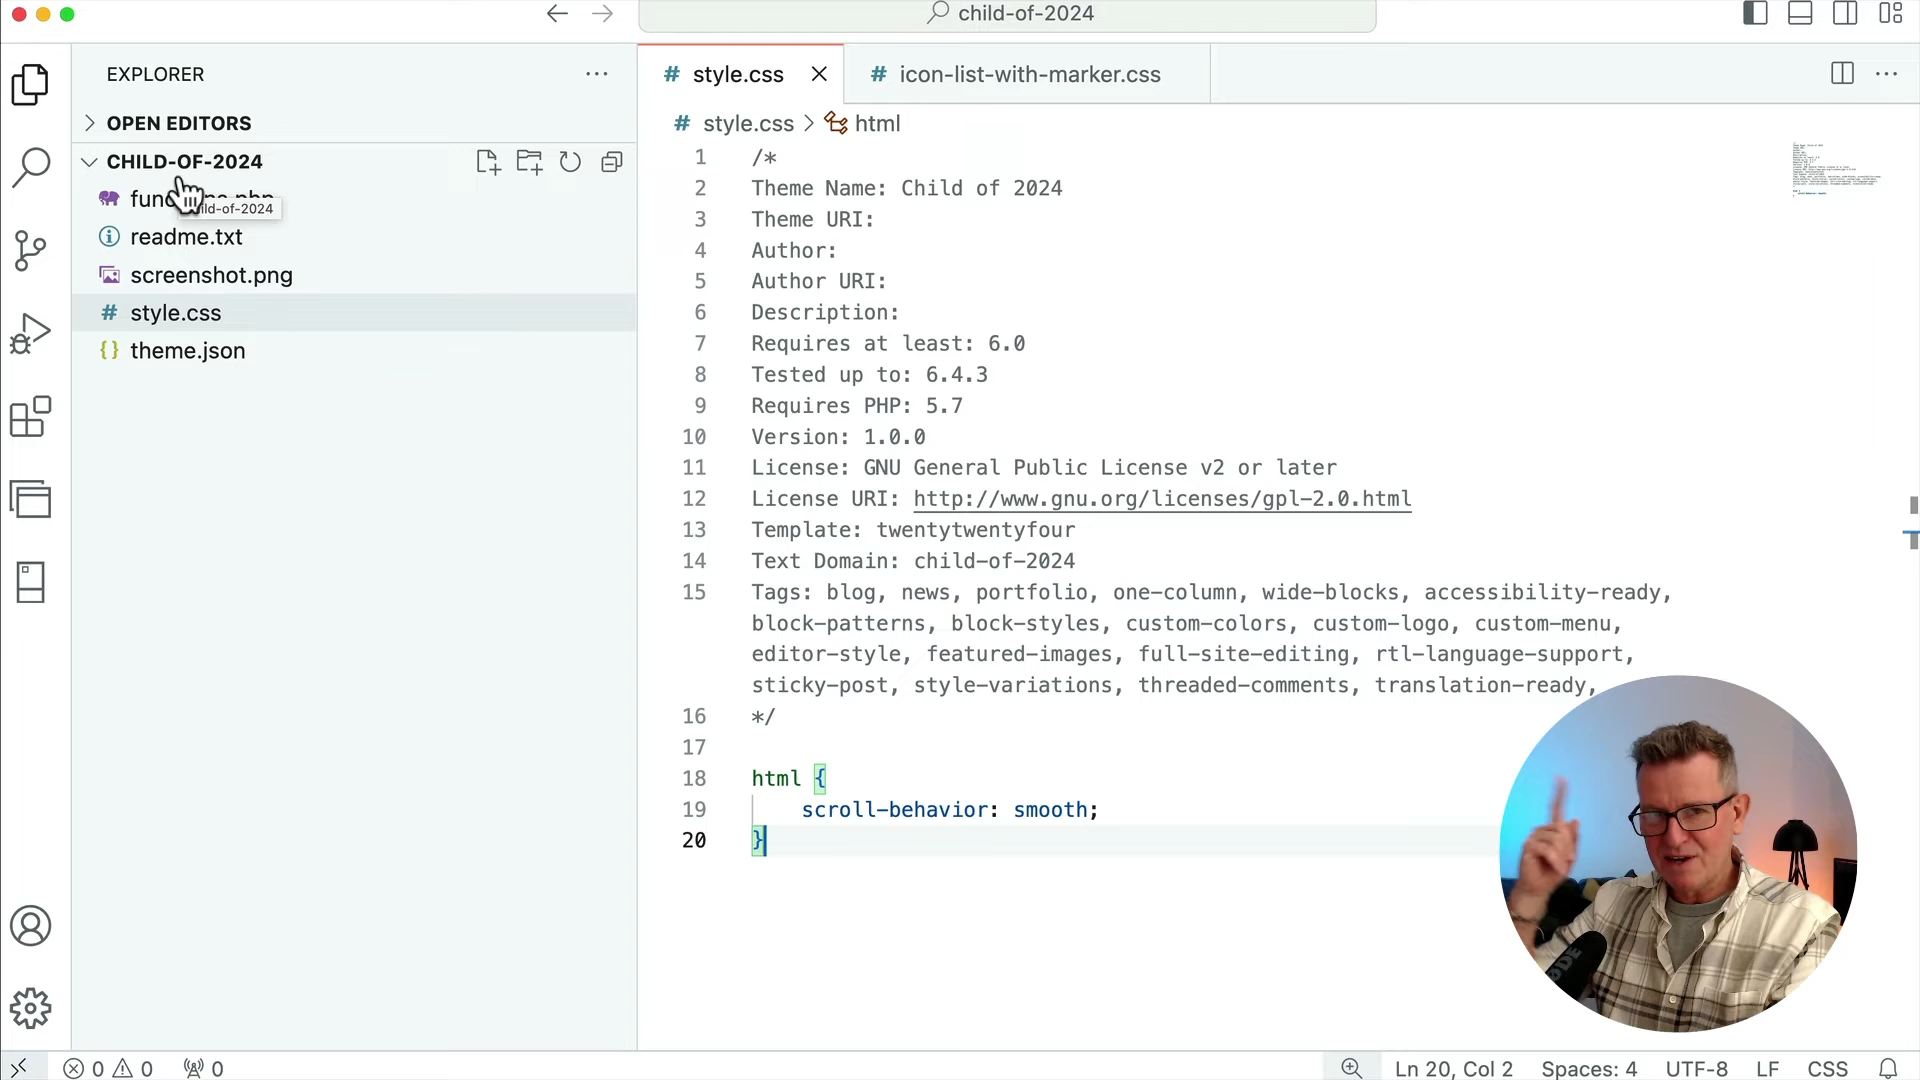 child-of-2024
EXPLORER
OPEN EDITORS
CHILD-OF-2024
child-of-2024
readme.txt
screenshot.png
style.css
theme.json
style.css
icon-list-with-marker.css
style.css > html
1 /*
2 Theme Name: Child of 2024
3 Theme URI:
4 Author:
5 Author URI:
6 Description:
7 Requires at least: 6.0
8 Tested up to: 6.4.3
9 Requires PHP: 5.7
10 Version: 1.0.0
11 License: GNU General Public License v2 or later
12 License URI: http://www.gnu.org/licenses/gpl-2.0.html
13 Template: twentytwentyfour
14 Text Domain: child-of-2024
15 Tags: blog, news, portfolio, one-column, wide-blocks, accessibility-ready,
block-patterns, block-styles, custom-colors, custom-logo, custom-menu,
editor-style, featured-images, full-site-editing, rtl-language-support,
sticky-post, style-variations, threaded-comments, translation-ready,
16 */
17
18 html {
19 scroll-behavior: smooth;
20 }
0 0 0
Ln 20, Col 2 Spaces: 4 UTF-8 LF CSS